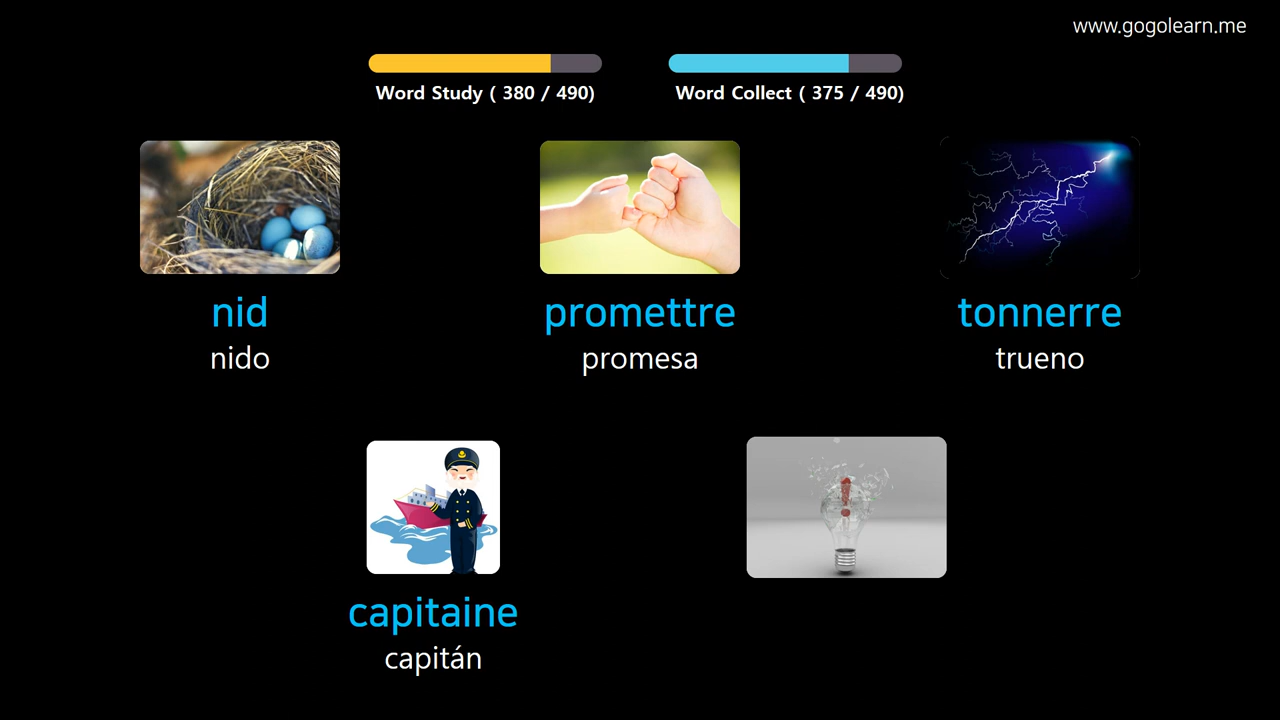 www.gogolearn.me
Word Study ( 380 / 490)
Word Collect ( 375 / 490)
nid
nido
promettre
promesa
tonnerre
trueno
capitaine
capitán